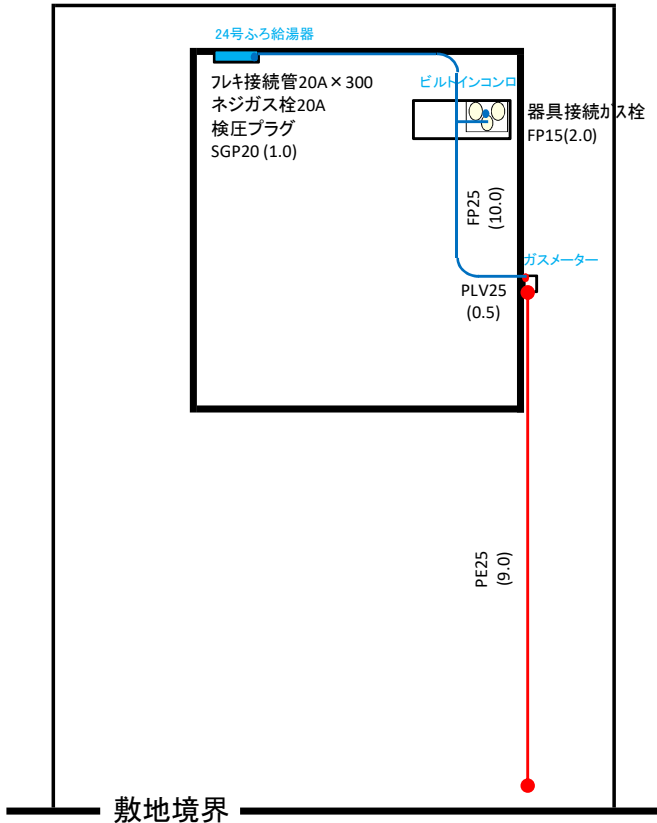 24号ふろ給湯器
フレキ接続管20A×300
ネジガス栓20A
検圧プラグ
SGP20 (1.0)
ビルトインコンロ
器具接続ガス栓
FP15(2.0)
FP25
(10.0)
ガスメーター
PLV25
(0.5)
PE25
(9.0)
敷地境界